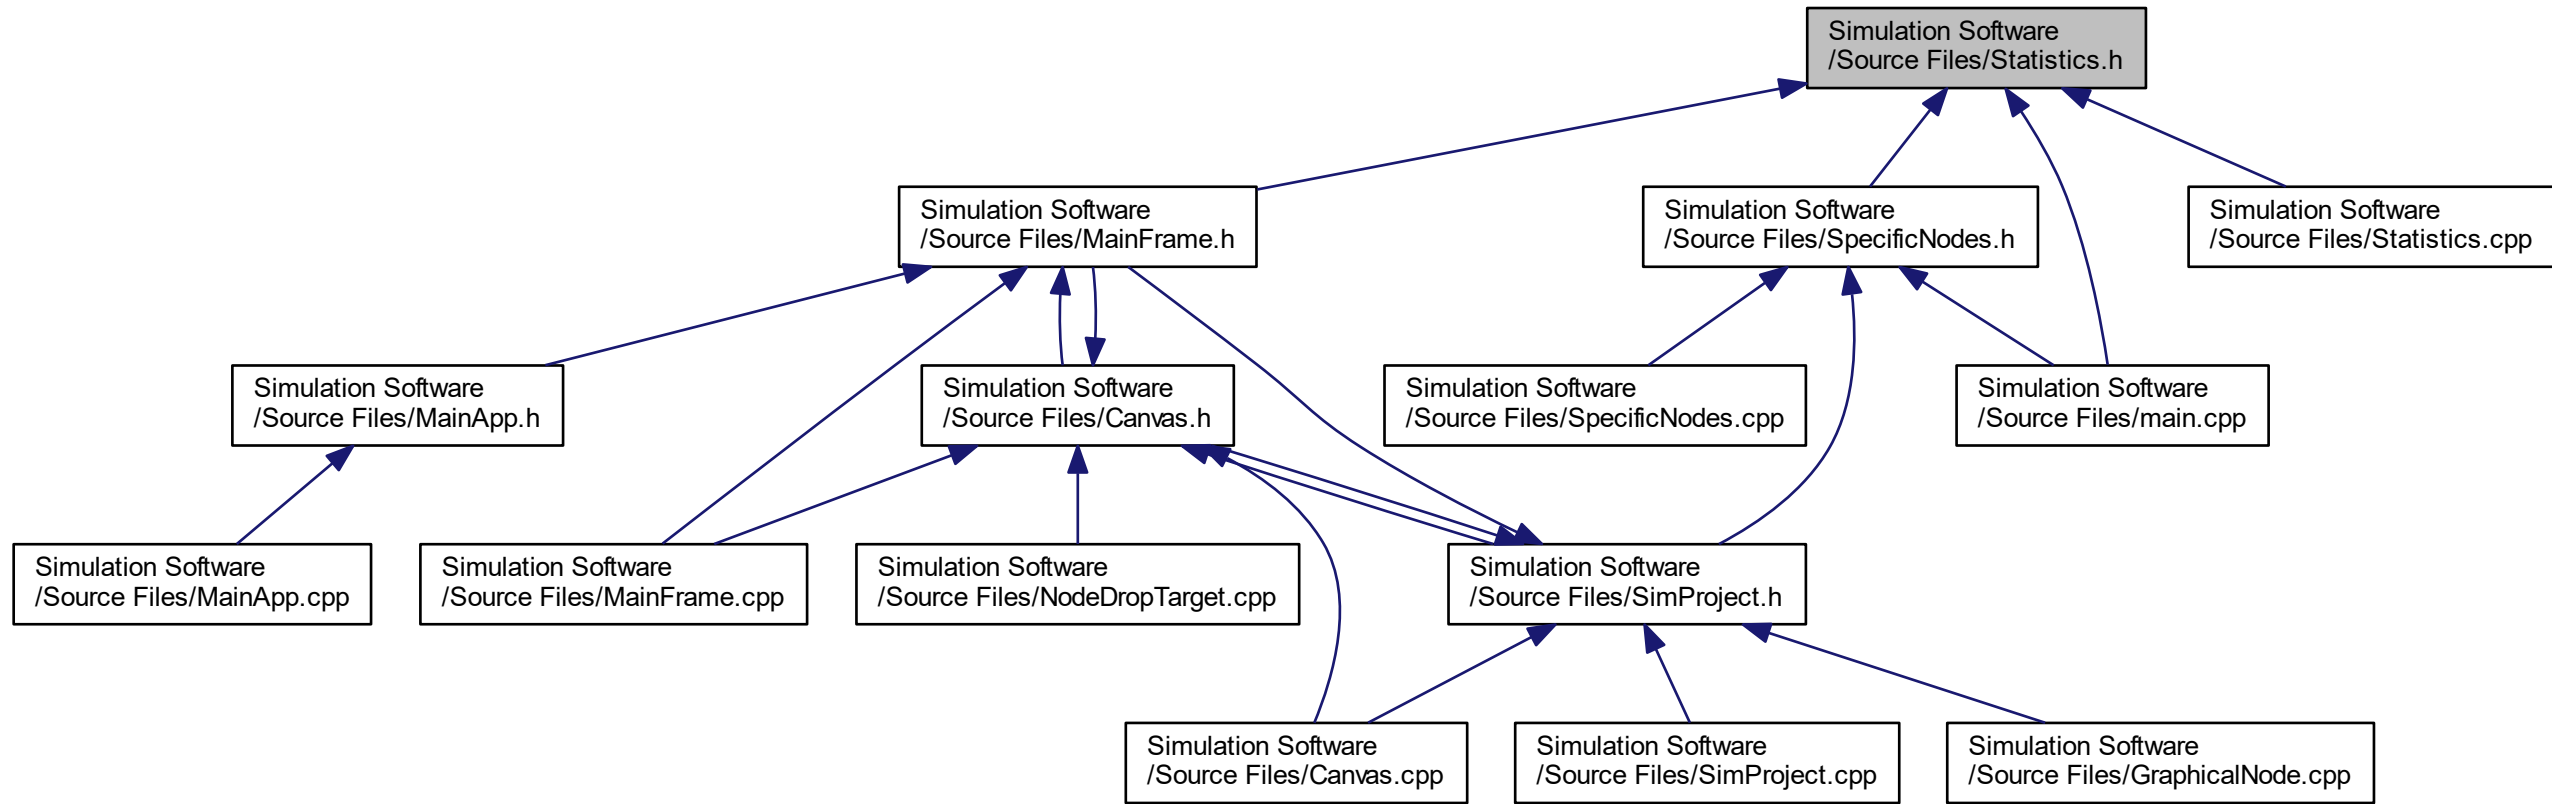 Simulation Software
/Source Files/Statistics.h
Simulation Software
/Source Files/MainFrame.h
Simulation Software
/Source Files/SpecificNodes.h
Simulation Software
/Source Files/Statistics.cpp
Simulation Software
/Source Files/MainApp.h
Simulation Software
/Source Files/Canvas.h
Simulation Software
/Source Files/SpecificNodes.cpp
Simulation Software
/Source Files/main.cpp
Simulation Software
/Source Files/MainApp.cpp
Simulation Software
/Source Files/MainFrame.cpp
Simulation Software
/Source Files/NodeDropTarget.cpp
Simulation Software
/Source Files/SimProject.h
Simulation Software
/Source Files/Canvas.cpp
Simulation Software
/Source Files/SimProject.cpp
Simulation Software
/Source Files/GraphicalNode.cpp